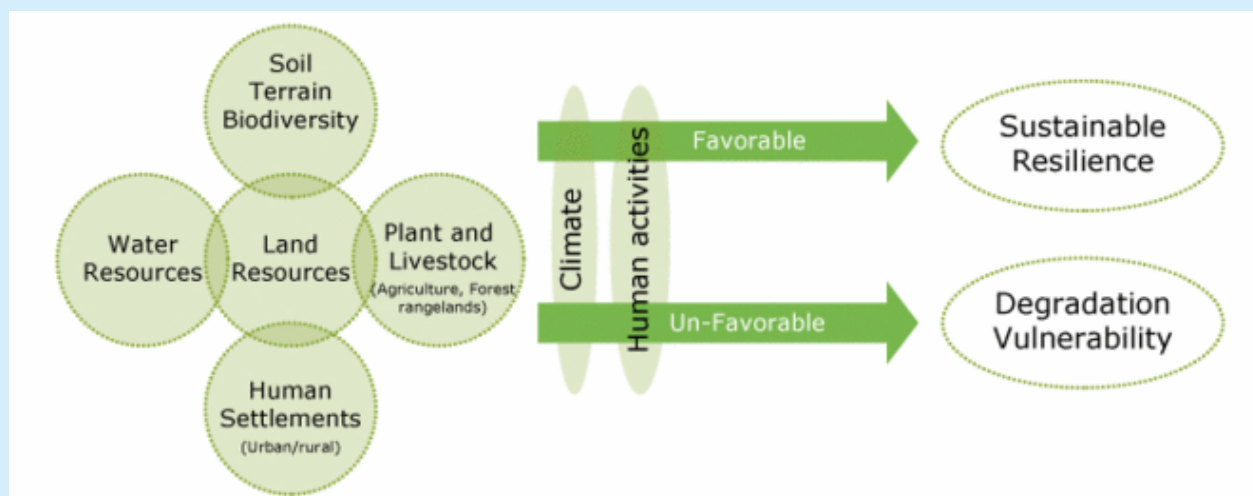 Soil
Terrain
Biodiversity
Water
Resources
Land
Resources
Plant and
Livestock
(Agriculture, Forest
rangelands)
Human
Settlements
(Urban/rural)
Climate
Human activities
Favorable
Un-Favorable
Sustainable
Resilience
Degradation
Vulnerability